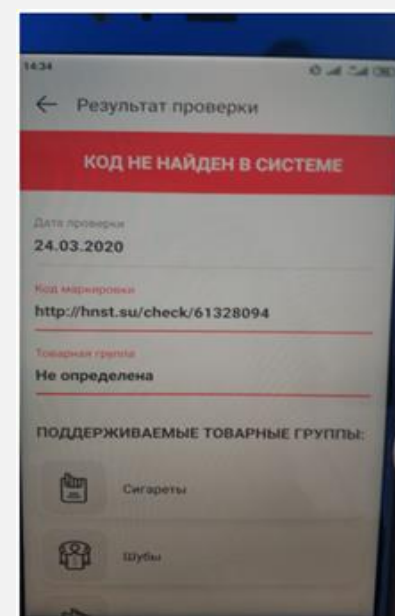 14:34
Результат проверки
КОД НЕ НАЙДЕН В СИСТЕМЕ
Дата проверки
24.03.2020
Код маркировки
http://hnst.su/check/61328094
Товарная группа
Не определена
ПОДДЕРЖИВАЕМЫЕ ТОВАРНЫЕ ГРУППЫ:
Сигареты
Шубы